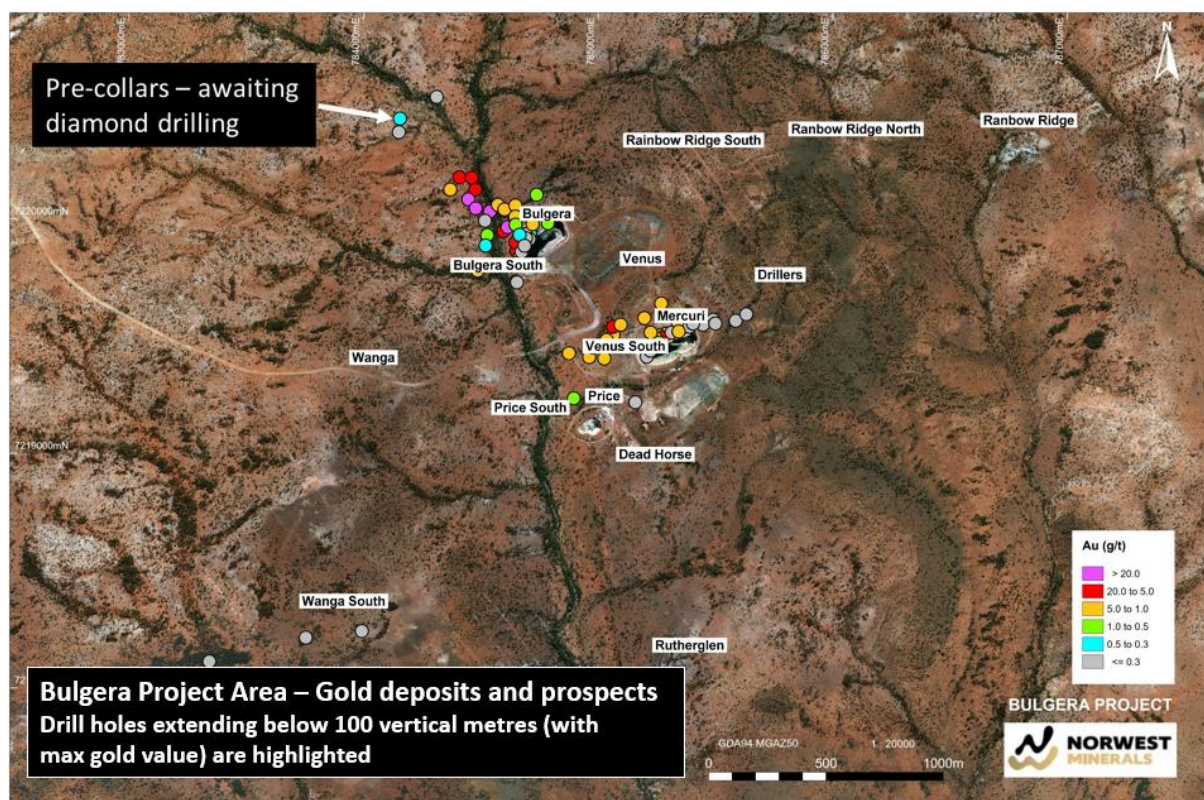 783000mE
784000mE
785000mE
786000mE
787000mE
N
Pre-collars – awaiting
diamond drilling
Rainbow Ridge South
Ranbow Ridge North
Ranbow Ridge
7220000mN
Bulgera
Bulgera South
Venus
Drillers
Mercuri
Venus South
Wanga
Price
Price South
Dead Horse
7219000mN
Wanga South
Rutherglen
Au (g/t)
> 20.0
20.0 to 5.0
5.0 to 1.0
1.0 to 0.5
0.5 to 0.3
<= 0.3
Bulgera Project Area – Gold deposits and prospects
Drill holes extending below 100 vertical metres (with
max gold value) are highlighted
GDA94 MGAZ50
1: 20000
0
500
1000m
BULGERA PROJECT
NORWEST
MINERALS